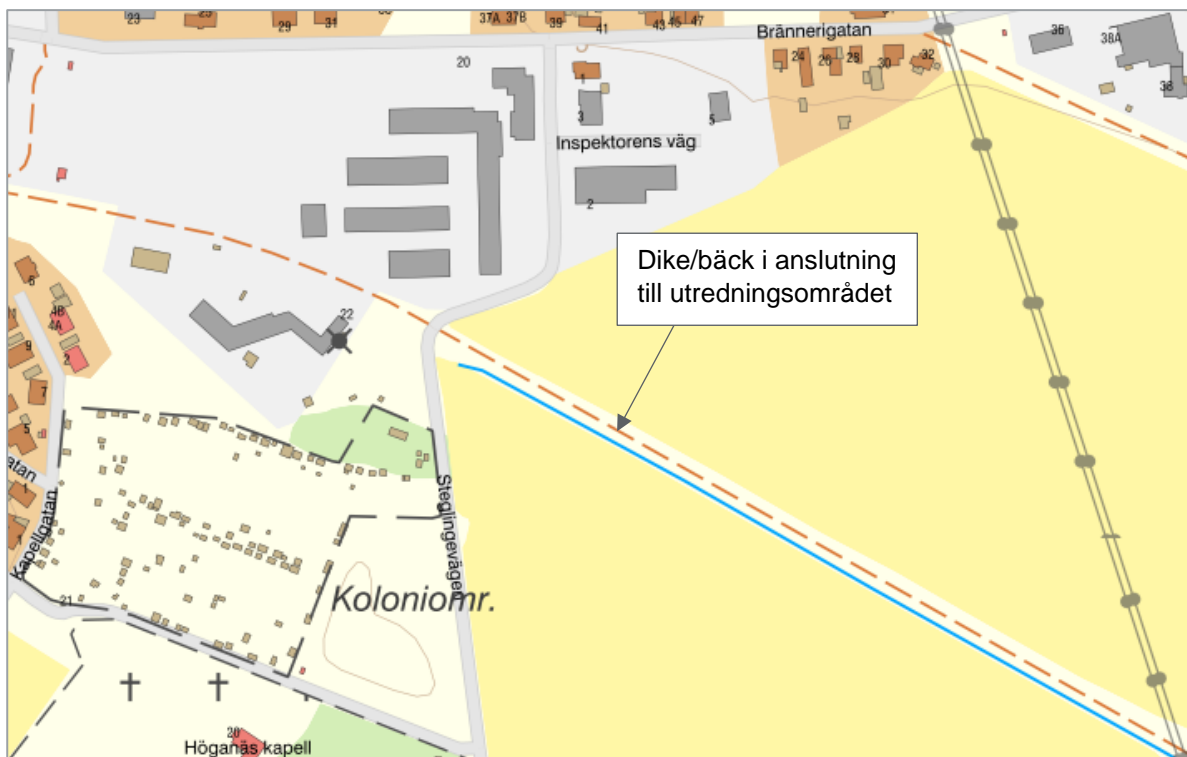 23
25
29
31
37A 37B
39
41
43
45
47
Brännerigatan
20
1
3
5
24
26
28
30
32
36
38A
38
Inspektorens väg
2
Dike/bäck i anslutning
till utredningsområdet
22
6
4B
4A
2
9
7
5
Kapellgatan
Steglingevägen
21
Koloniomr.
20
Höganäs kapell